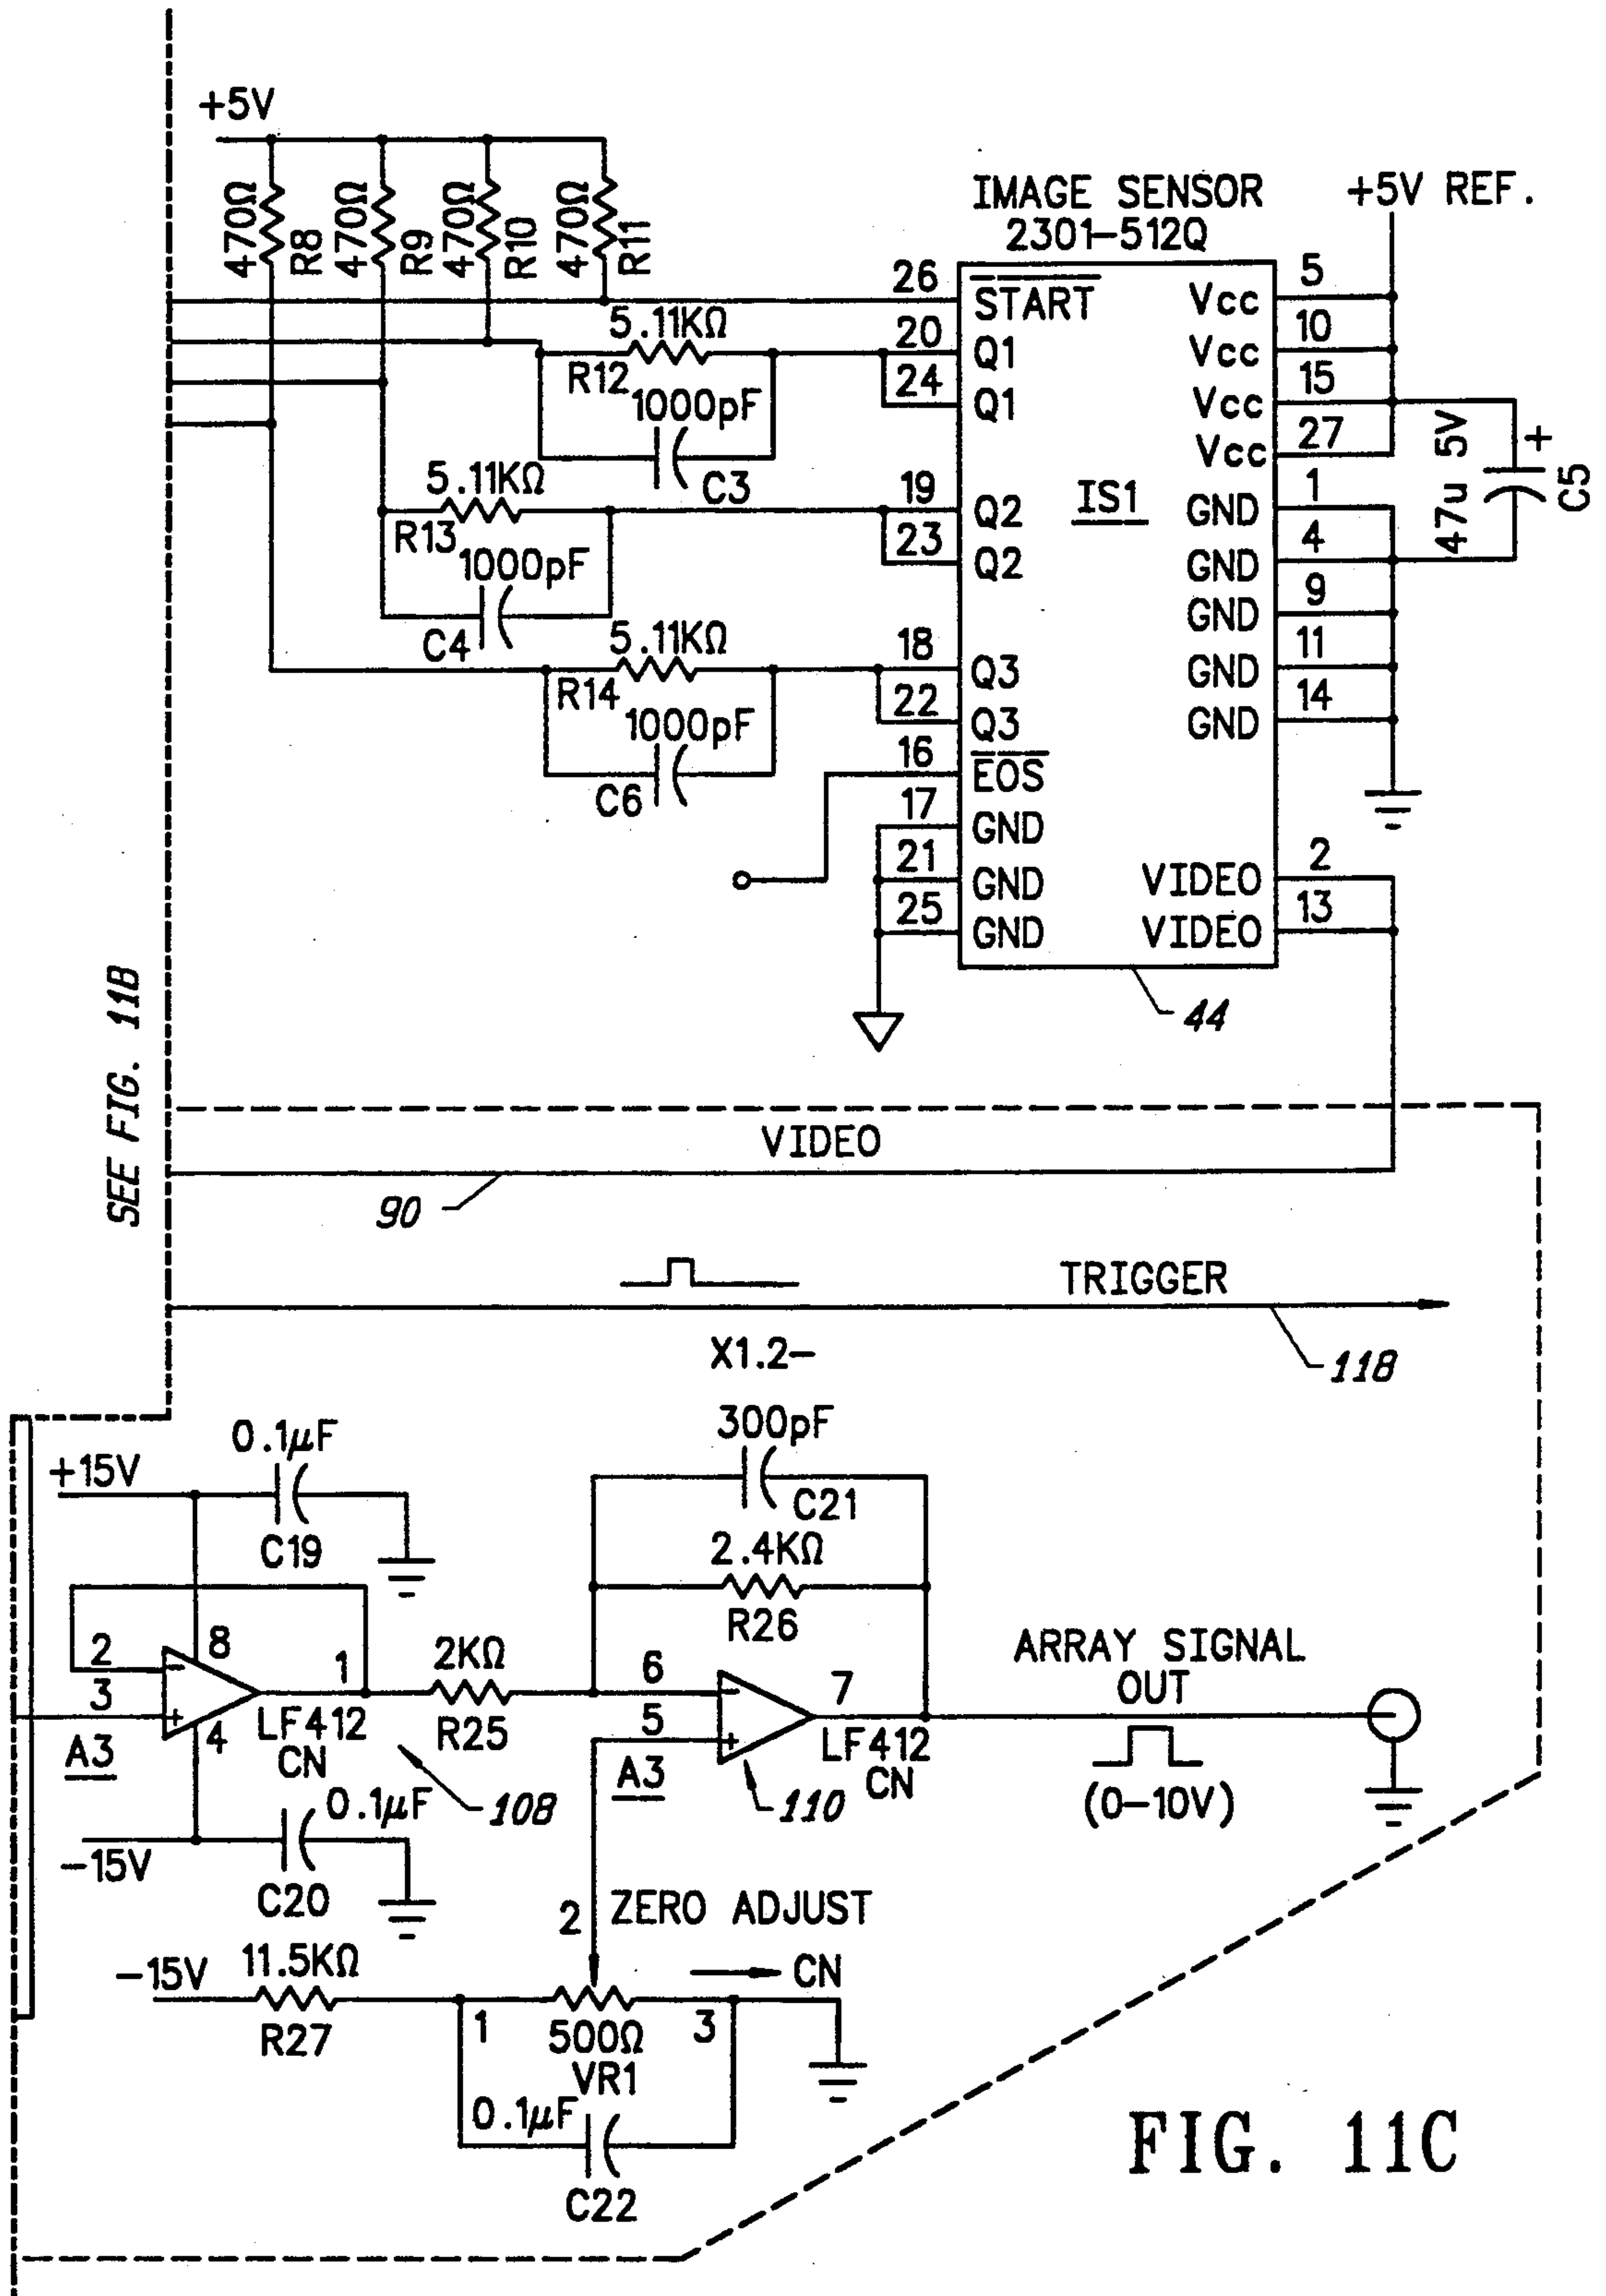 +5V
470Ω
R8
470Ω
R9
470Ω
R10
470Ω
R11
IMAGE SENSOR
2301-512Q
+5V REF.
26
START
5.11KΩ
R12
1000pF
C3
20
Q1
24
Q1
5.11KΩ
R13
1000pF
C4
19
Q2
23
Q2
5.11KΩ
R14
1000pF
C6
18
Q3
22
Q3
16
EOS
17
GND
21
GND
25
GND
IS1
Vcc
5
Vcc
10
Vcc
15
Vcc
27
GND
1
GND
4
GND
9
GND
11
GND
14
VIDEO
2
VIDEO
13
47u 5V
+
C5
44
SEE FIG. 11B
VIDEO
90
TRIGGER
118
X1.2-
+15V
0.1µF
C19
300pF
C21
2.4KΩ
R26
2
-
8
1
3
+
4
A3
LF412
CN
2KΩ
R25
108
6
-
5
+
7
A3
LF412
CN
110
ARRAY SIGNAL
OUT
(0-10V)
-15V
0.1µF
C20
2
ZERO ADJUST
CN
-15V
11.5KΩ
R27
1
500Ω
VR1
3
0.1µF
C22
FIG. 11C